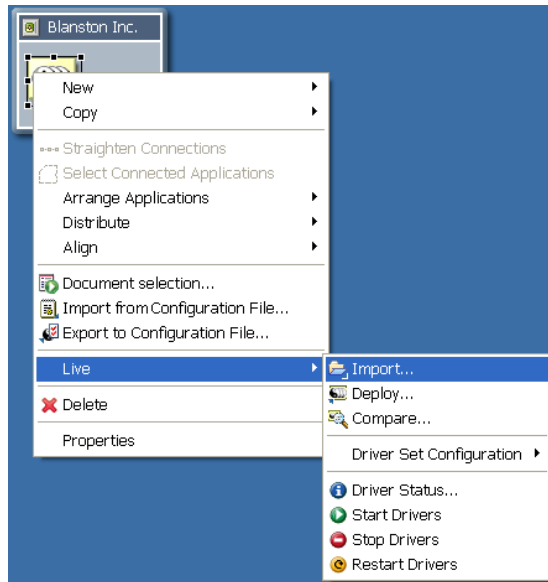 Blanston Inc.
New
Copy
Straighten Connections
Select Connected Applications
Arrange Applications
Distribute
Align
Document selection...
Import from Configuration File...
Export to Configuration File...
Live
Delete
Properties
Import...
Deploy...
Compare...
Driver Set Configuration
Driver Status...
Start Drivers
Stop Drivers
Restart Drivers